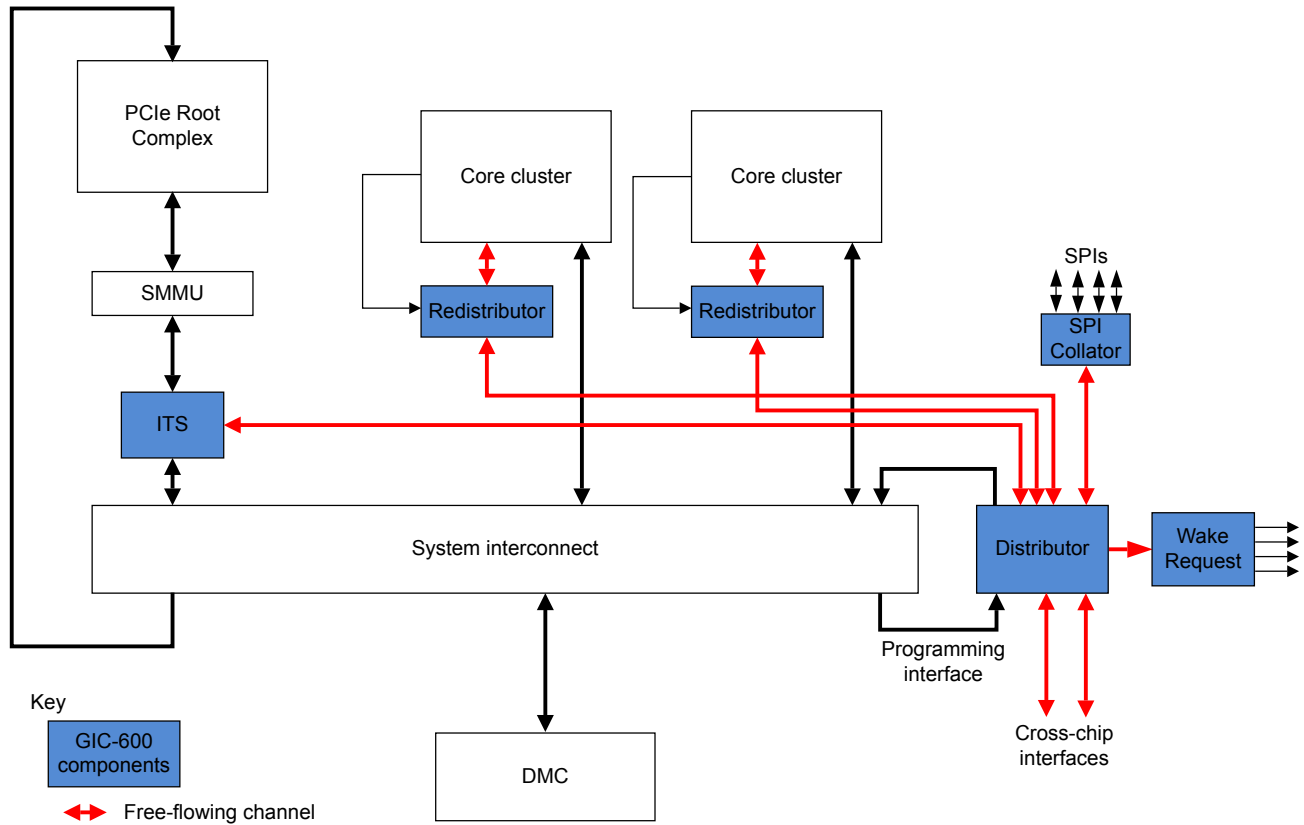 PCIe Root
Complex
Core cluster
Core cluster
SPIs
SMMU
Redistributor
Redistributor
SPI
Collator
ITS
System interconnect
Distributor
Wake
Request
Programming
interface
Key
GIC-600
components
DMC
Cross-chip
interfaces
Free-flowing channel